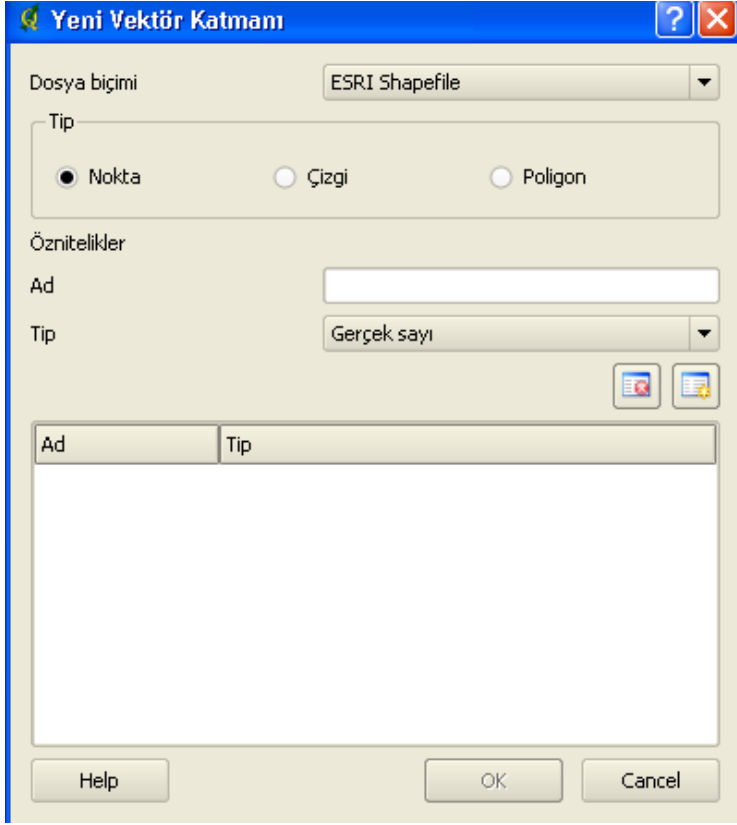 Yeni Vektör Katmanı
Dosya biçimi ESRI Shapefile
Tip
Nokta Çizgi Poligon
Öznitelikler
Ad
Tip Gerçek sayı
Ad Tip
Help OK Cancel